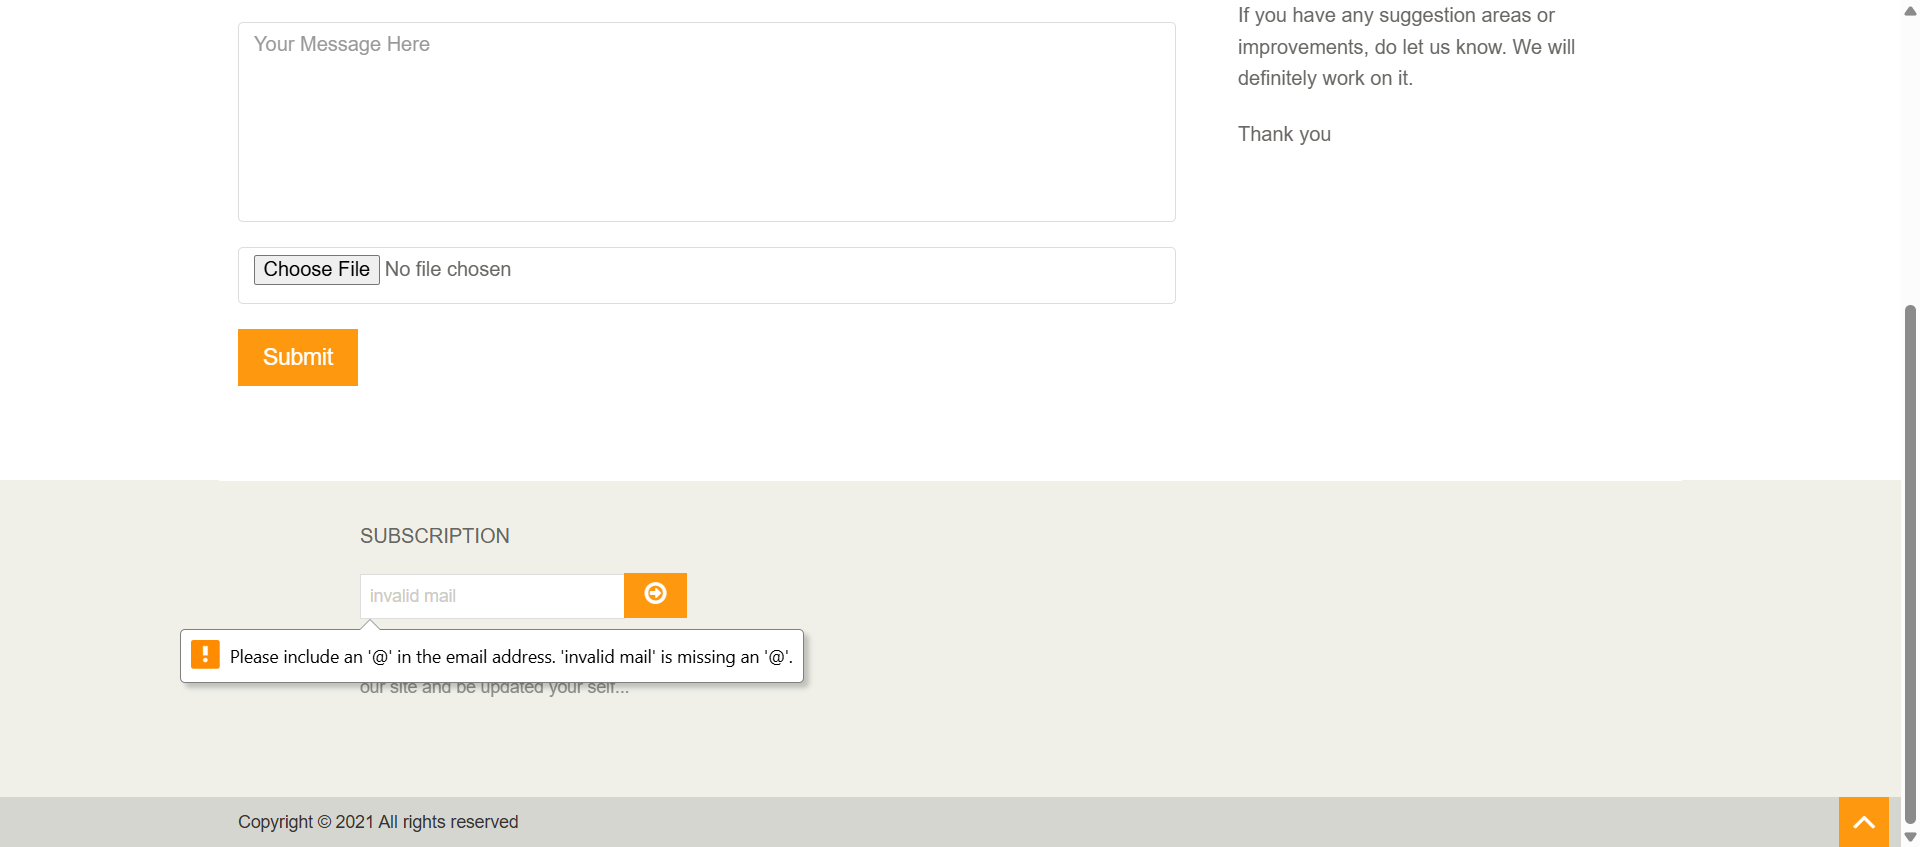 Your Message Here
Choose File No file chosen
Submit
If you have any suggestion areas or
improvements, do let us know. We will
definitely work on it.
Thank you
SUBSCRIPTION
invalid mail
Please include an '@' in the email address. 'invalid mail' is missing an '@'.
our site and be updated your self...
Copyright © 2021 All rights reserved